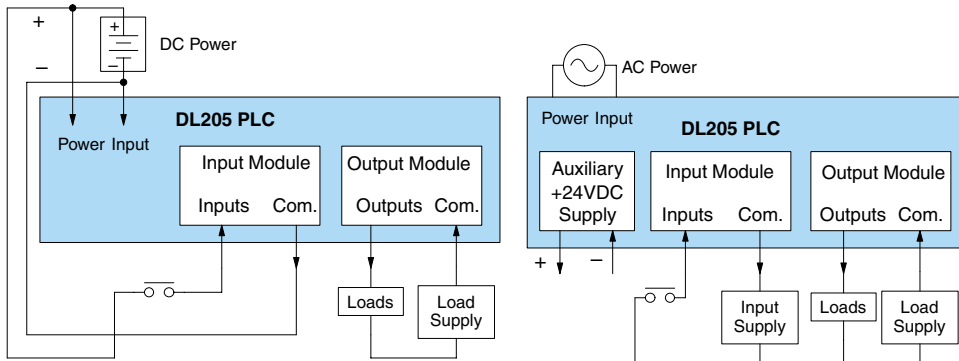 +
−
+
−
DC Power
DL205 PLC
Power Input
Input Module
Inputs Com.
Output Module
Outputs Com.
Loads
Load
Supply
AC Power
Power Input
DL205 PLC
Auxiliary
+24VDC
Supply
+
−
Input Module
Inputs Com.
Output Module
Outputs Com.
Input
Supply
Loads
Load
Supply